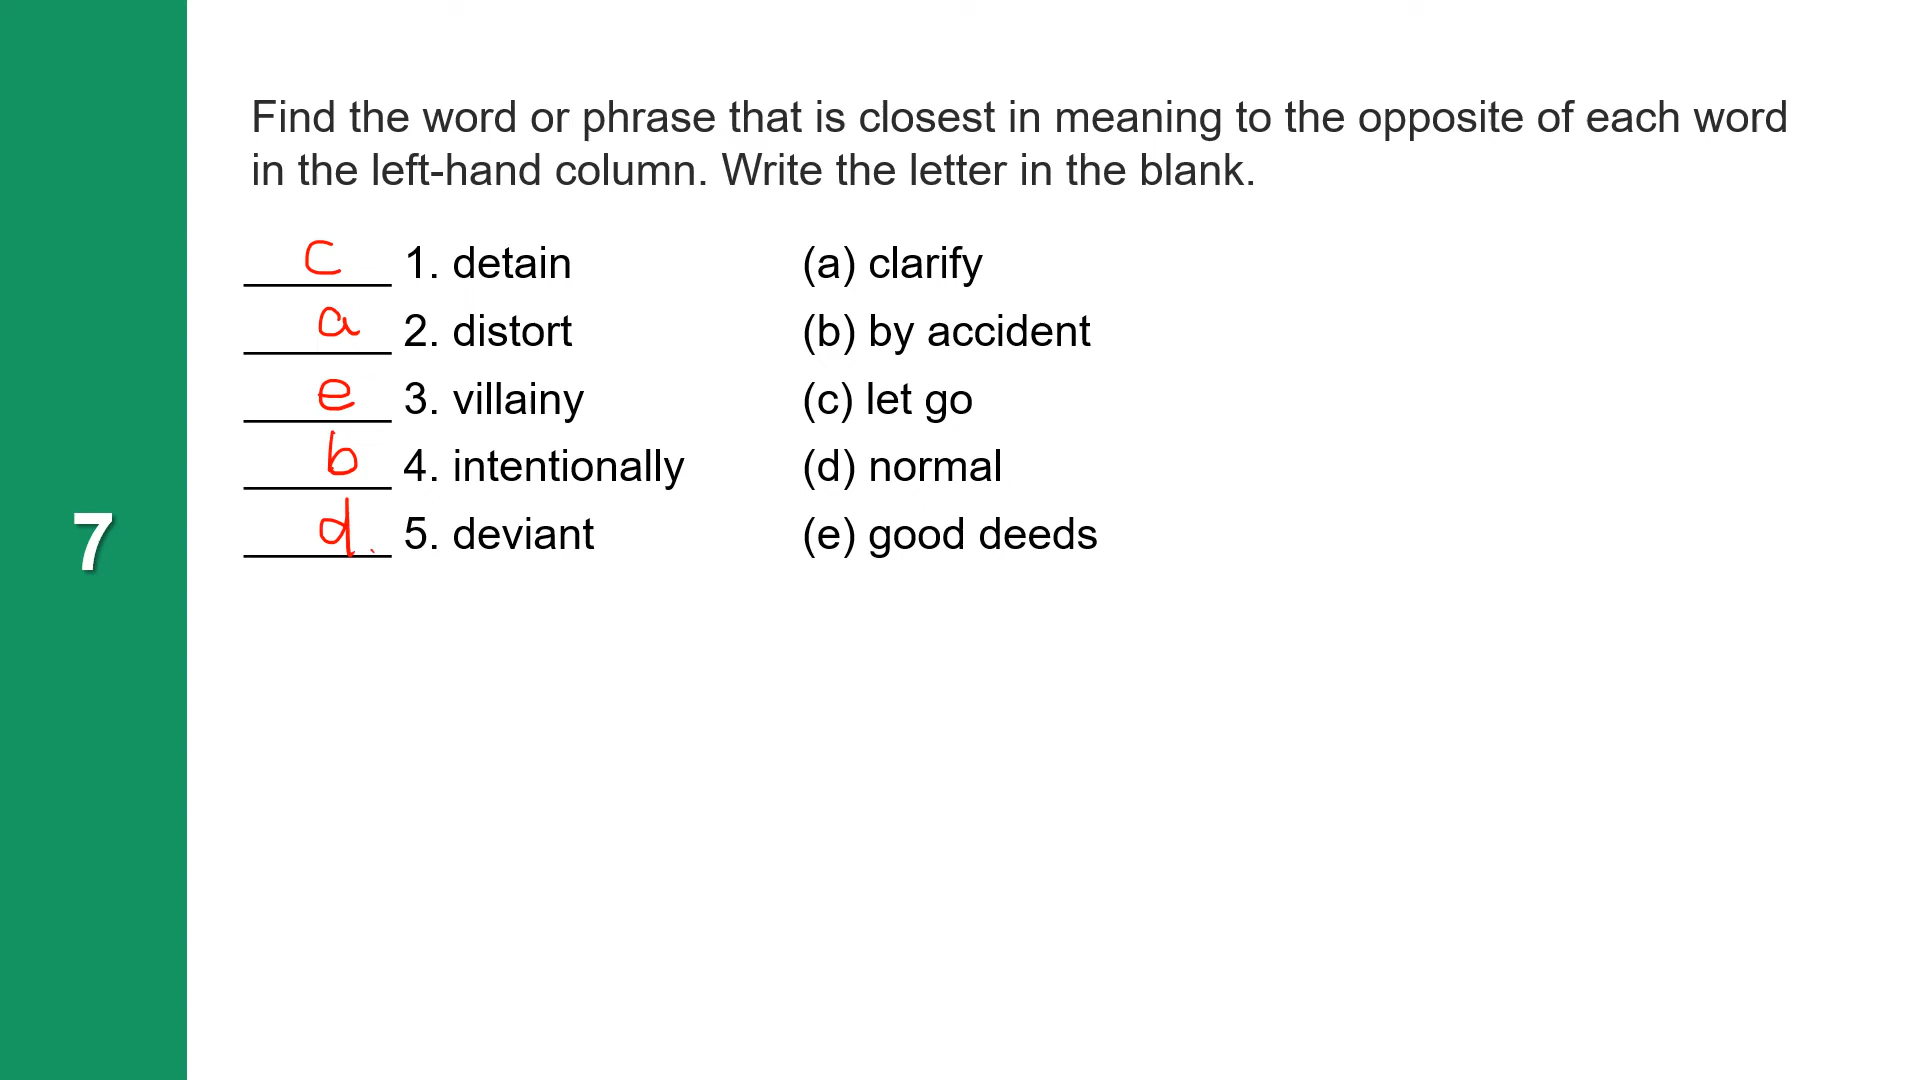 Find the word or phrase that is closest in meaning to the opposite of each word
in the left-hand column. Write the letter in the blank.
c 1. detain (a) clarify
a 2. distort (b) by accident
e 3. villainy (c) let go
b 4. intentionally (d) normal
d. 5. deviant (e) good deeds
7